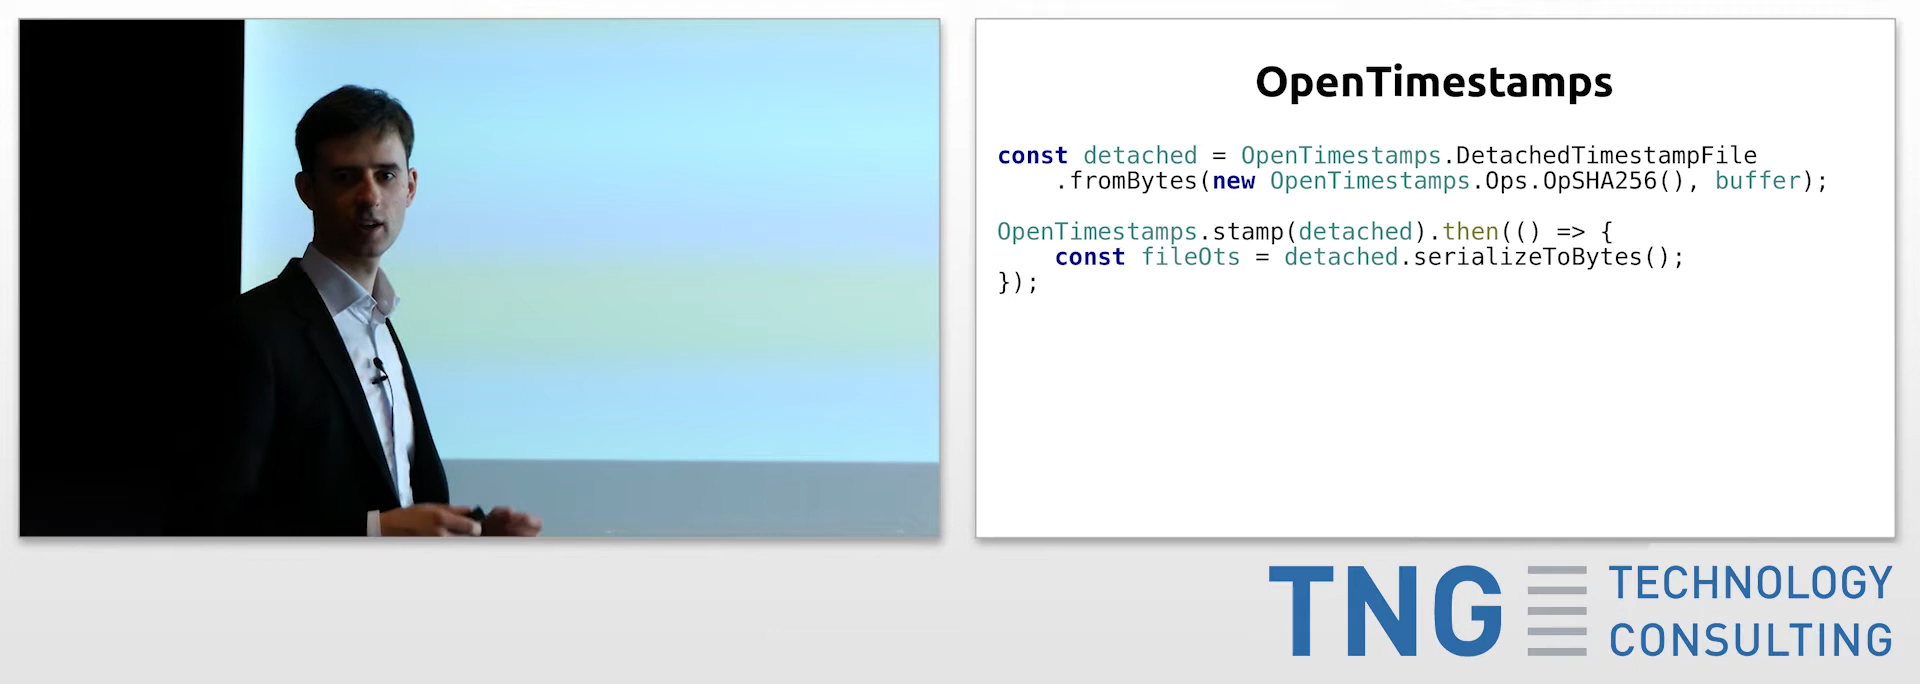 OpenTimestamps
const detached = OpenTimestamps.DetachedTimestampFile
    .fromBytes(new OpenTimestamps.Ops.OpSHA256(), buffer);
OpenTimestamps.stamp(detached).then(() => {
    const fileOts = detached.serializeToBytes();
});
TNG TECHNOLOGY
CONSULTING